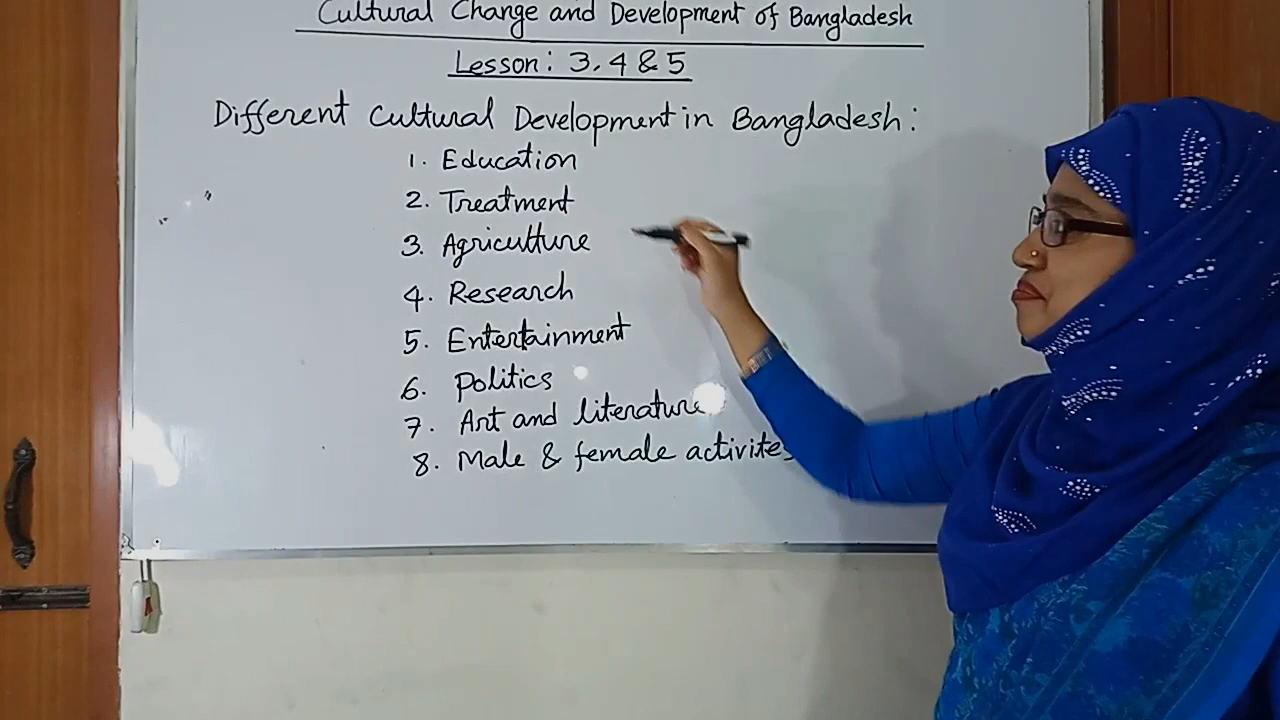 Cultural Change and Development of Bangladesh
Lesson: 3, 4 & 5
Different Cultural Development in Bangladesh:
1. Education
2. Treatment
3. Agriculture
4. Research
5. Entertainment
6. Politics
7. Art and literature
8. Male & female activites